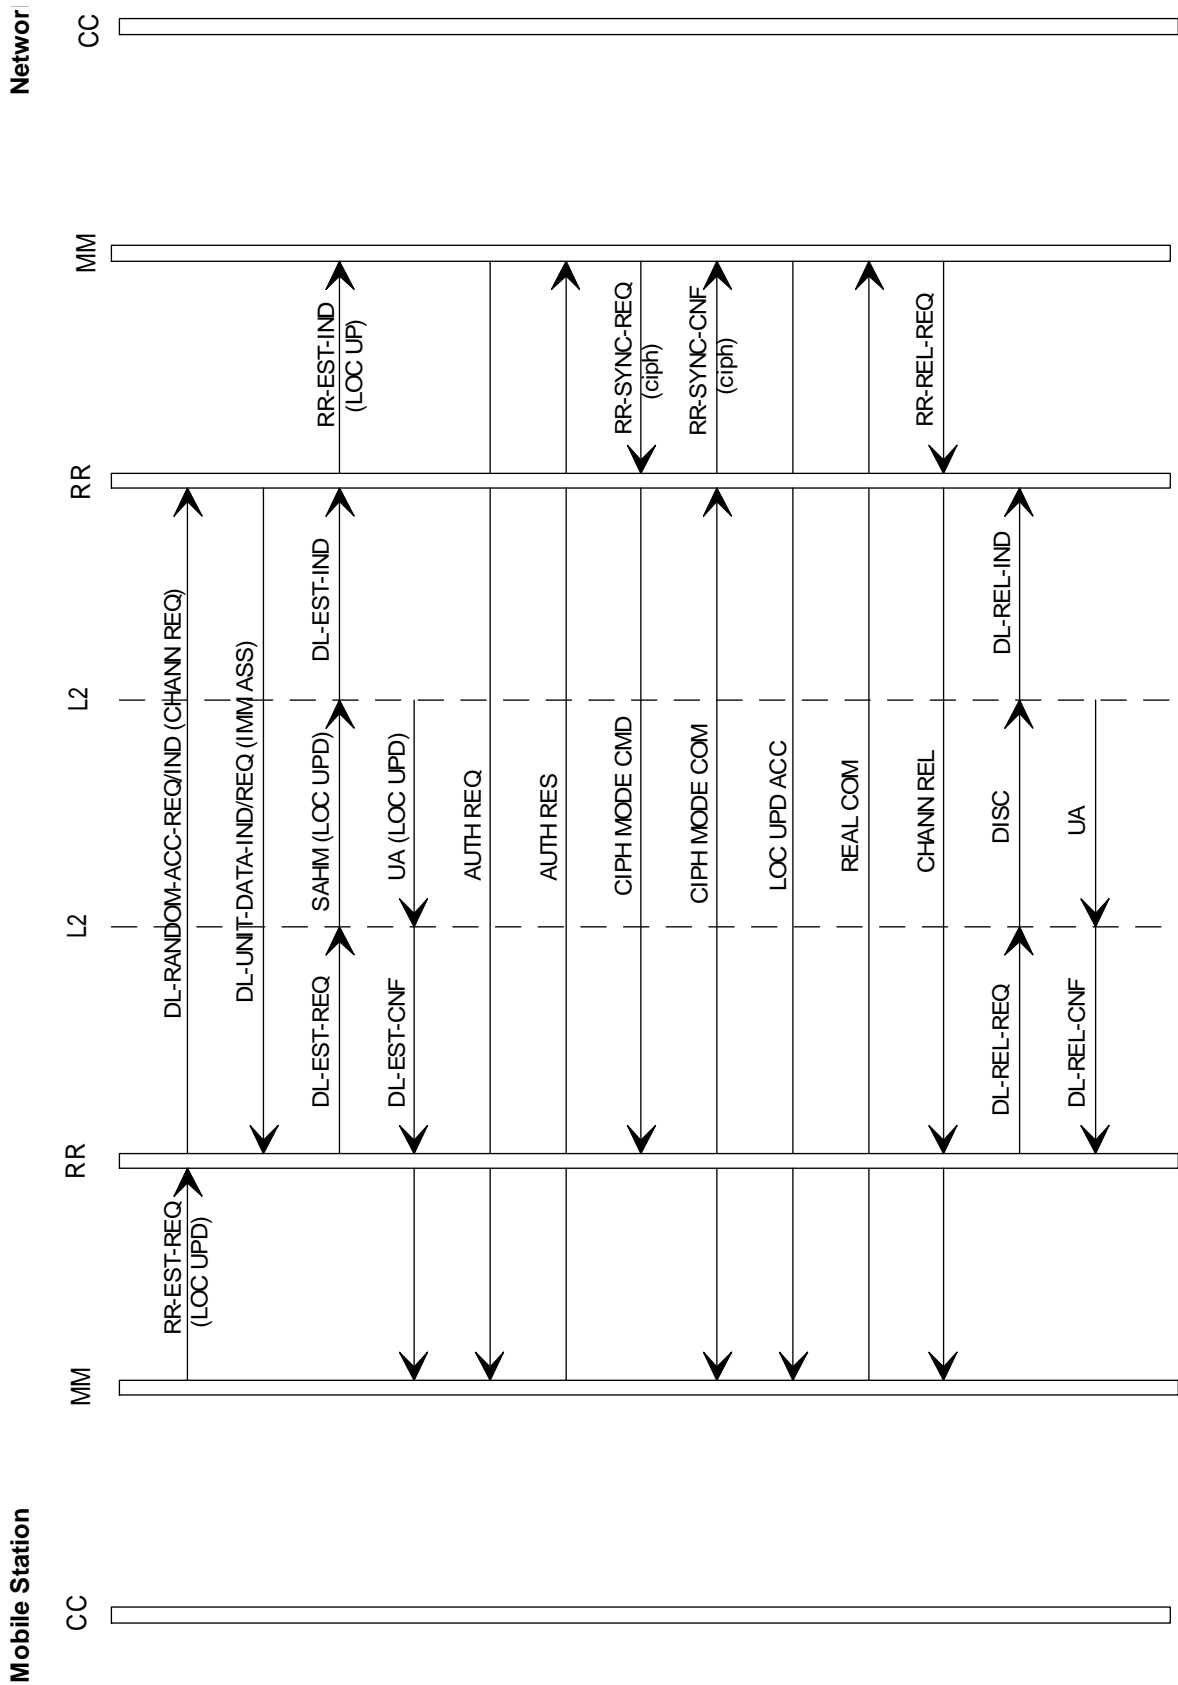 Mobile Station
Networ
CC
MM
RR
L2
L2
RR
MM
CC
RR-EST-REQ
(LOC UPD)
DL-RANDOM-ACC-REQ/IND (CHANN REQ)
DL-UNIT-DATA-IND/REQ (IMM ASS)
DL-EST-REQ
SAHM (LOC UPD)
DL-EST-IND
RR-EST-IND
(LOC UP)
DL-EST-CNF
UA (LOC UPD)
AUTH REQ
AUTH RES
CIPH MODE CMD
RR-SYNC-REQ
(ciph)
CIPH MODE COM
RR-SYNC-CNF
(ciph)
LOC UPD ACC
REAL COM
CHANN REL
RR-REL-REQ
DL-REL-REQ
DISC
DL-REL-IND
DL-REL-CNF
UA